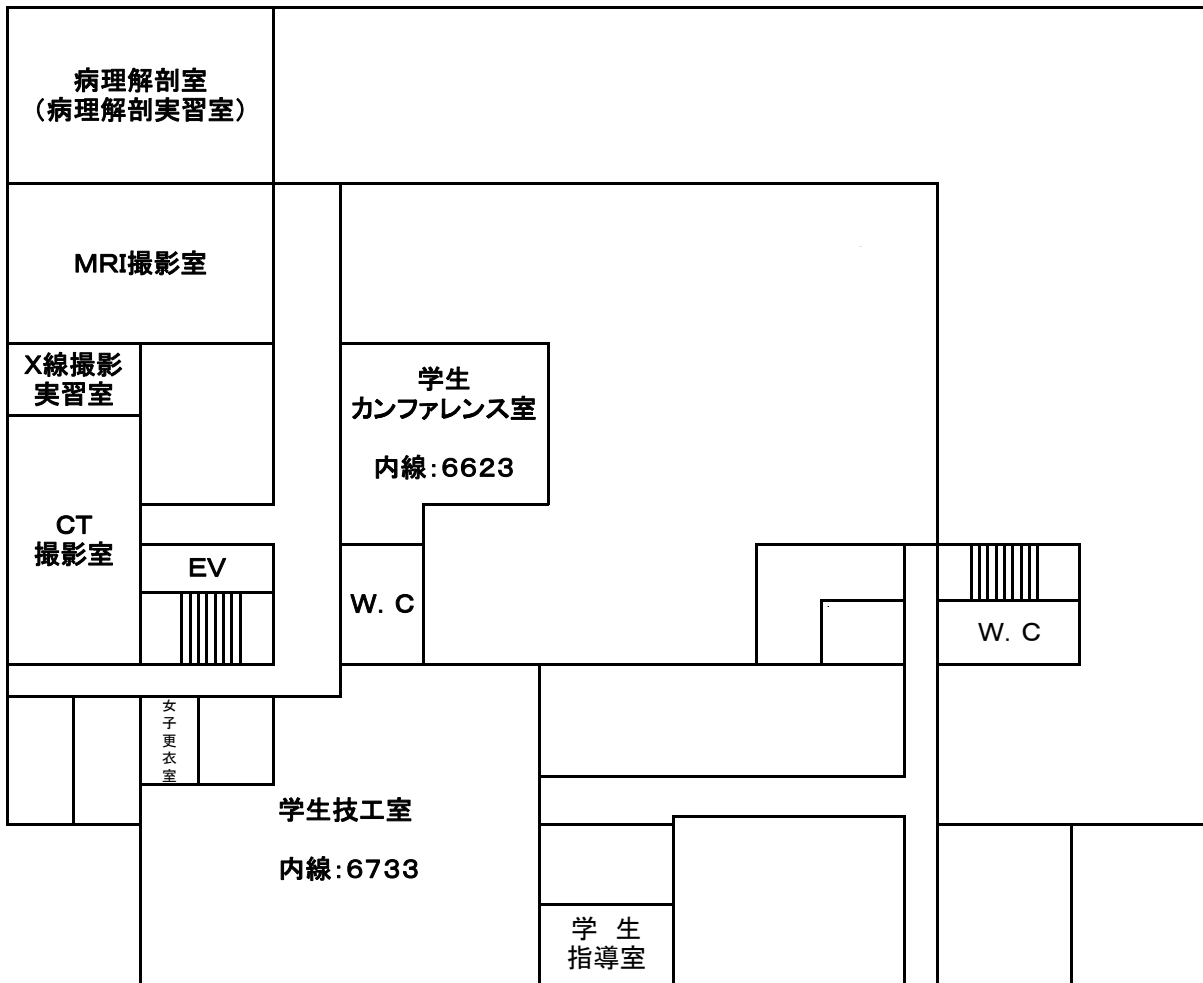 病理解剖室
（病理解剖実習室）
MRI撮影室
X線撮影
実習室
学生
カンファレンス室
内線：6623
CT
撮影室
EV
W．C
W．C
女子更衣室
学生技工室
内線：6733
学　生
指導室